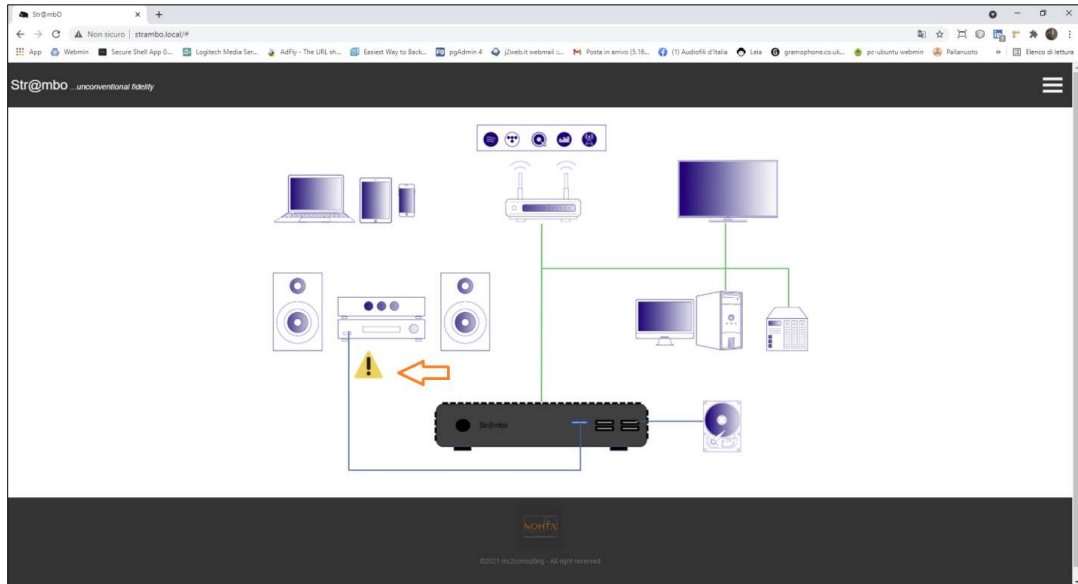 Str@mbO
Non sicuro | strambo.local/#
App
Webmin
Secure Shell App 0...
Logitech Media Ser...
AdFly - The URL sh...
Easiest Way to Back...
pgAdmin 4
j2web.it webmail ::...
Posta in arrivo (5.16...
(1) Audiofili d'Italia
Leia
gramophone.co.uk...
pc-ubuntu webmin
Pallanuoto
»
Elenco di lettura
Str@mbo ...unconventional fidelity
Str@mbo
NOHTA
©2021 mc2consulting - All right reserved